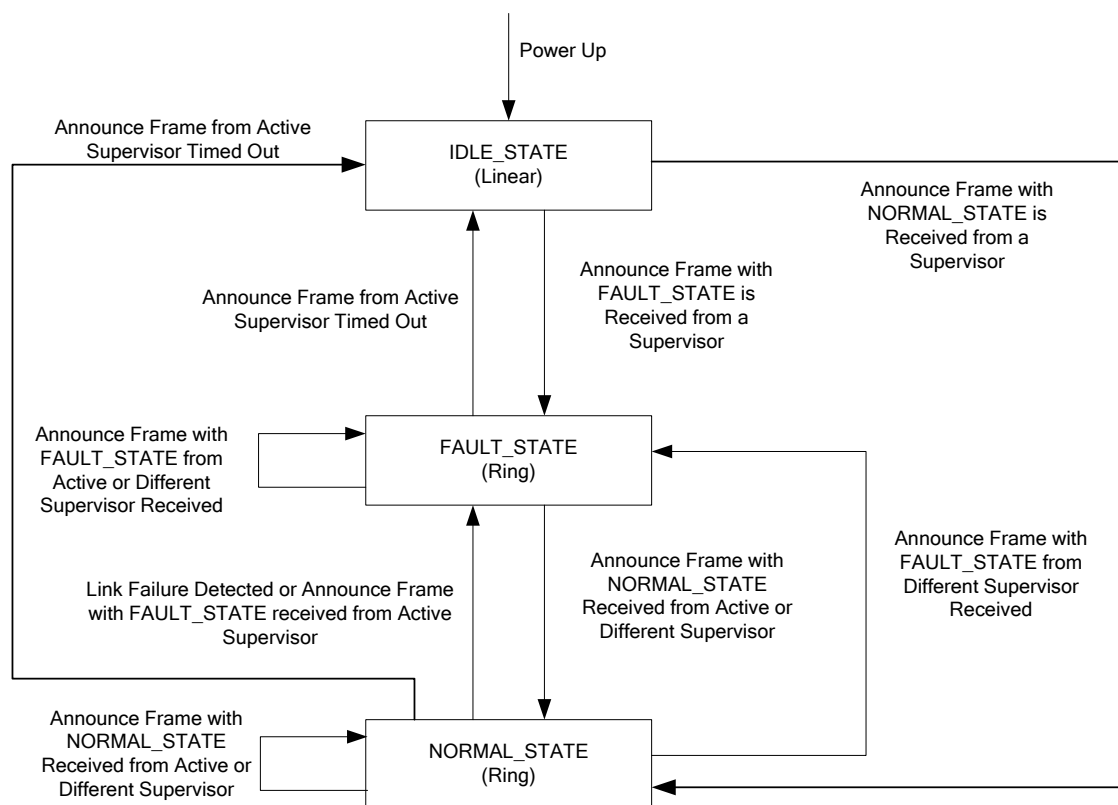 Power Up
Announce Frame from Active
Supervisor Timed Out
IDLE_STATE
(Linear)
Announce Frame with
NORMAL_STATE is
Received from a
Supervisor
Announce Frame from Active
Supervisor Timed Out
Announce Frame with
FAULT_STATE is
Received from a
Supervisor
Announce Frame with
FAULT_STATE from
Active or Different
Supervisor Received
FAULT_STATE
(Ring)
Link Failure Detected or Announce Frame
with FAULT_STATE received from Active
Supervisor
Announce Frame with
NORMAL_STATE
Received from Active or
Different Supervisor
Announce Frame with
FAULT_STATE from
Different Supervisor
Received
Announce Frame with
NORMAL_STATE
Received from Active or
Different Supervisor
NORMAL_STATE
(Ring)